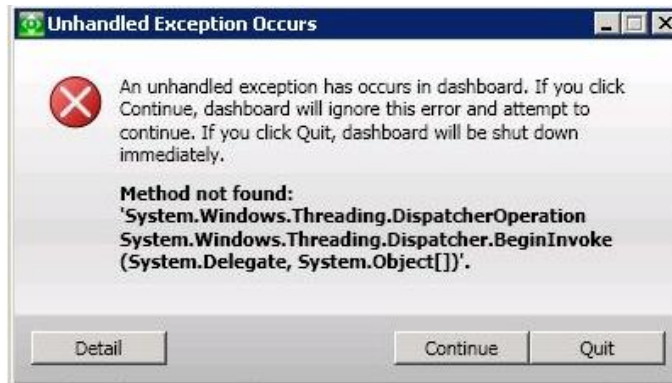 Unhandled Exception Occurs
An unhandled exception has occurs in dashboard. If you click
Continue, dashboard will ignore this error and attempt to
continue. If you click Quit, dashboard will be shut down
immediately.
Method not found:
'System.Windows.Threading.DispatcherOperation
System.Windows.Threading.Dispatcher.BeginInvoke
(System.Delegate, System.Object[])'.
Detail
Continue
Quit